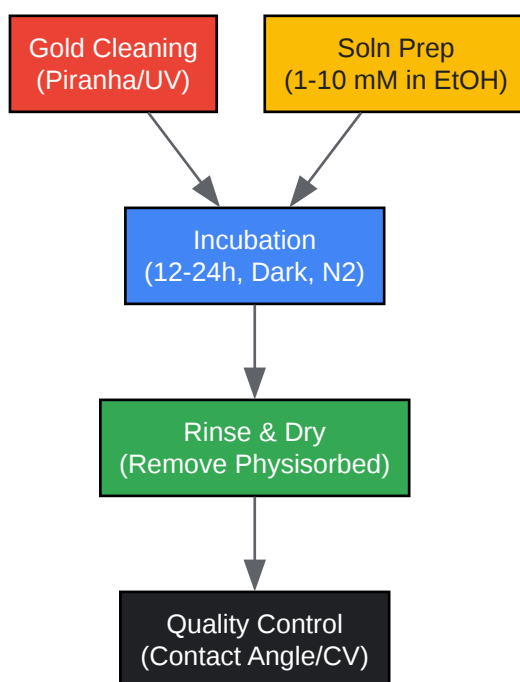 Gold Cleaning
(Piranha/UV)
Soln Prep
(1-10 mM in EtOH)
Incubation
(12-24h, Dark, N2)
Rinse & Dry
(Remove Physisorbed)
Quality Control
(Contact Angle/CV)